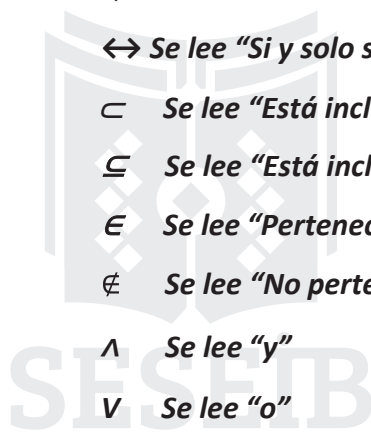 ↔ Se lee “Si y solo s
⊂ Se lee “Está incl
⊆ Se lee “Está incl
∈ Se lee “Pertenec
∉ Se lee “No perte
∧ Se lee “y”
∨ Se lee “o”
SESEIB